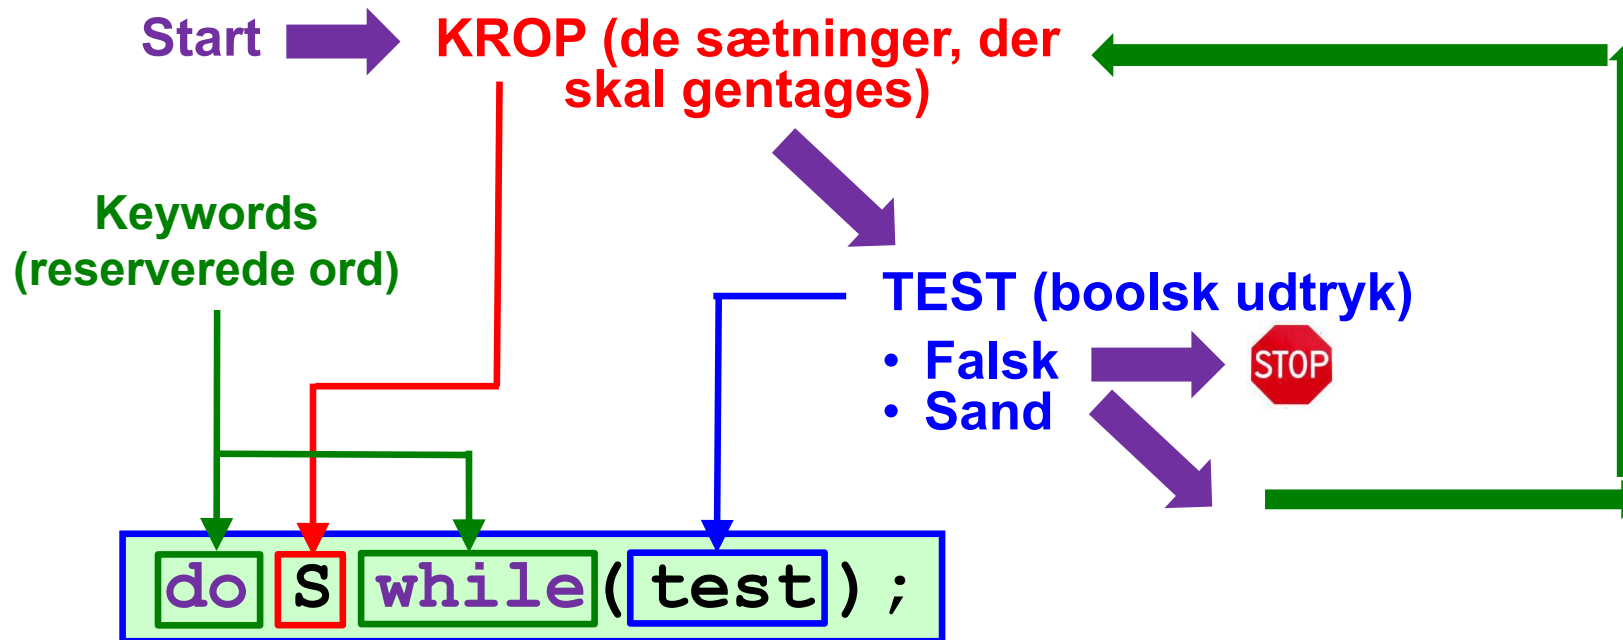 Start
KROP (de sætninger, der
skal gentages)
Keywords
(reserverede ord)
TEST (boolsk udtryk)
• Falsk
STOP
• Sand
do S while(test);